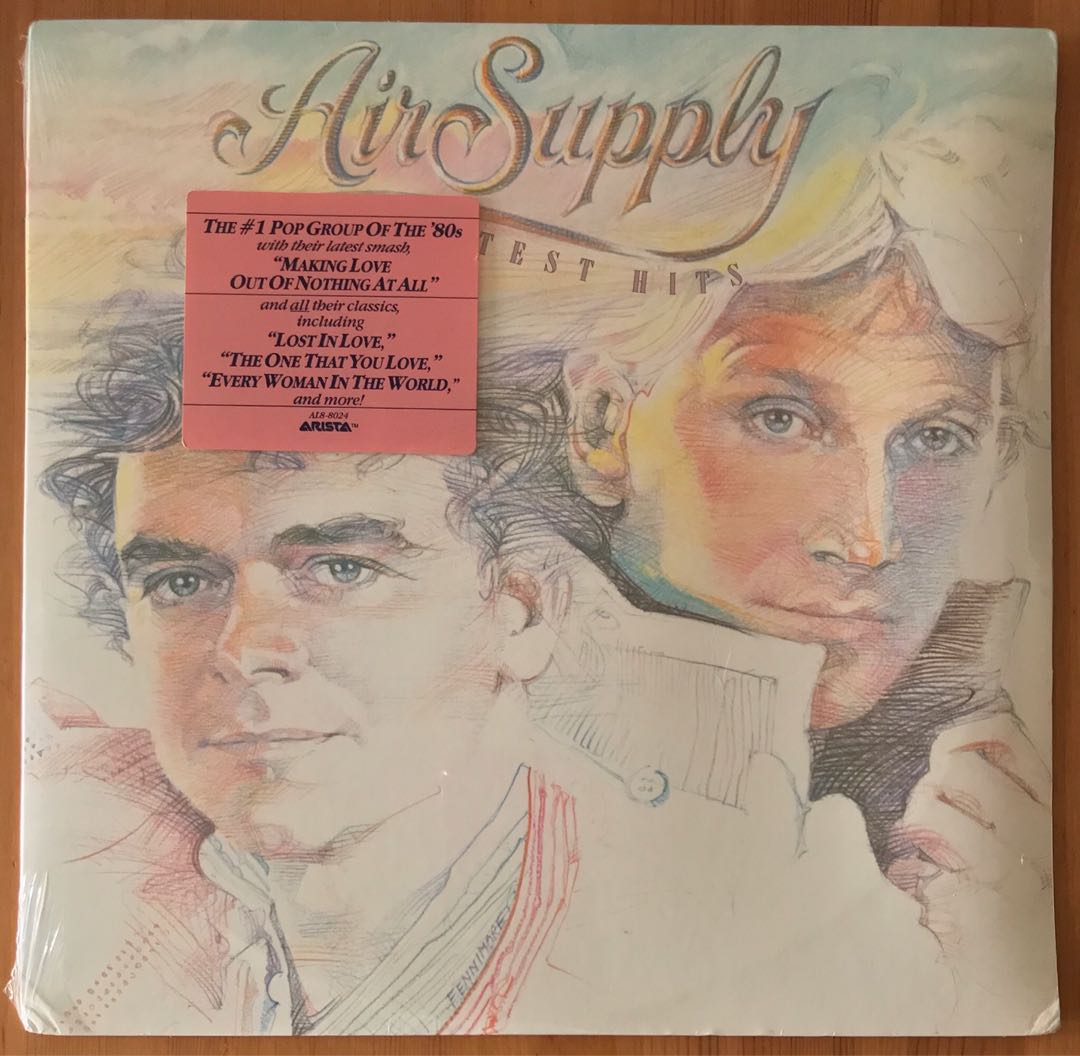 Air Supply
TEST HITS
THE #1 POP GROUP OF THE '80s
with their latest smash,
"MAKING LOVE
OUT OF NOTHING AT ALL"
and all their classics,
including
"LOST IN LOVE,"
"THE ONE THAT YOU LOVE,"
"EVERY WOMAN IN THE WORLD,"
and more!
AL8-8024
ARISTA™
FENNIMORE